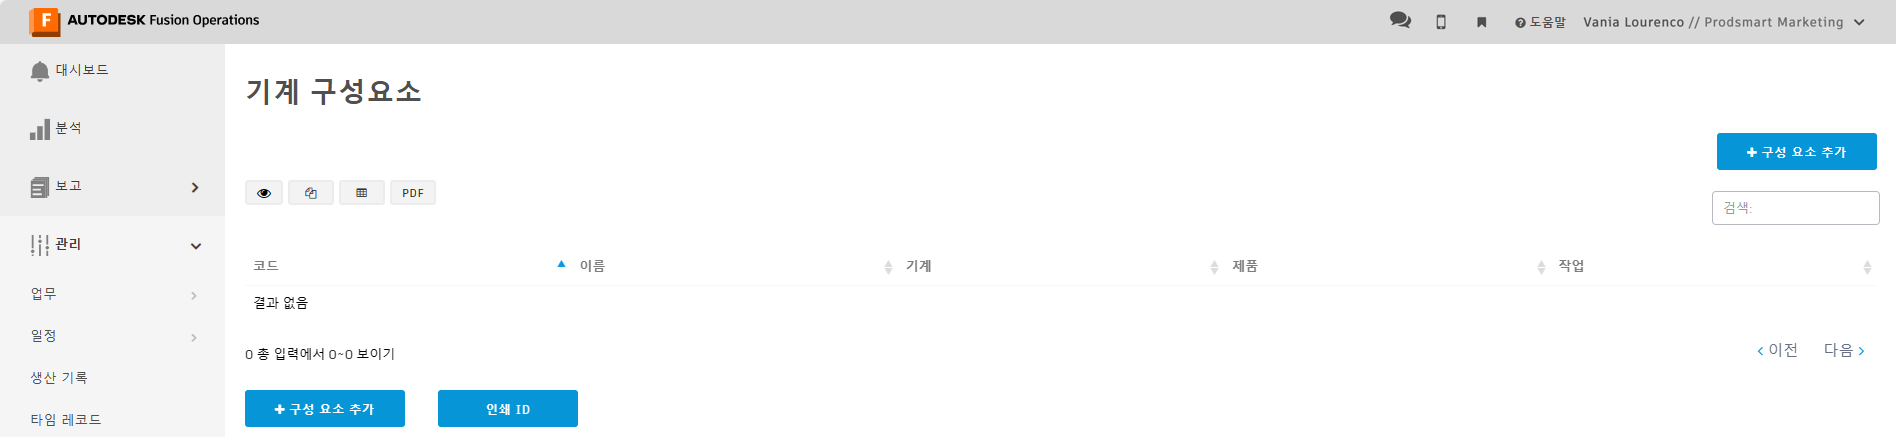 F AUTODESK Fusion Operations
도움말 Vania Lourenco // Prodsmart Marketing
대시보드
분석
보고
관리
업무
일정
생산 기록
타임 레코드
기계 구성요소
+ 구성 요소 추가
PDF
검색:
코드 이름 기계 제품 작업
결과 없음
0 총 입력에서 0~0 보이기
이전 다음
+ 구성 요소 추가 인쇄 ID